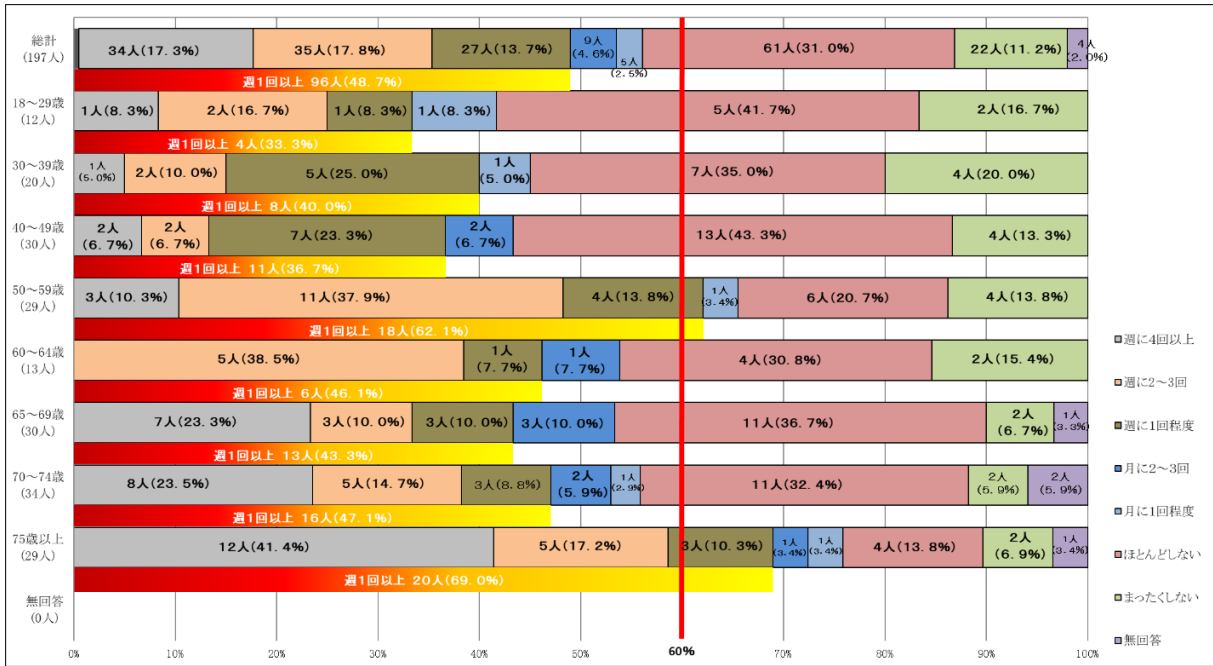 総計
(197人)
34人(17.3%)
35人(17.8%)
27人(13.7%)
9人
(4.6%)
5人
(2.5%)
61人(31.0%)
22人(11.2%)
4人
(2.0%)
週1回以上 96人(48.7%)
18～29歳
(12人)
1人(8.3%)
2人(16.7%)
1人(8.3%)
1人(8.3%)
5人(41.7%)
2人(16.7%)
週1回以上 4人(33.3%)
30～39歳
(20人)
1人
(5.0%)
2人(10.0%)
5人(25.0%)
1人
(5.0%)
7人(35.0%)
4人(20.0%)
週1回以上 8人(40.0%)
40～49歳
(30人)
2人
(6.7%)
2人
(6.7%)
7人(23.3%)
2人
(6.7%)
13人(43.3%)
4人(13.3%)
週1回以上 11人(36.7%)
50～59歳
(29人)
3人(10.3%)
11人(37.9%)
4人(13.8%)
1人
(3.4%)
6人(20.7%)
4人(13.8%)
週1回以上 18人(62.1%)
60～64歳
(13人)
5人(38.5%)
1人
(7.7%)
1人
(7.7%)
4人(30.8%)
2人(15.4%)
週1回以上 6人(46.1%)
65～69歳
(30人)
7人(23.3%)
3人(10.0%)
3人(10.0%)
3人(10.0%)
11人(36.7%)
2人
(6.7%)
1人
(3.3%)
週1回以上 13人(43.3%)
70～74歳
(34人)
8人(23.5%)
5人(14.7%)
3人(8.8%)
2人
(5.9%)
1人
(2.9%)
11人(32.4%)
2人
(5.9%)
2人
(5.9%)
週1回以上 16人(47.1%)
75歳以上
(29人)
12人(41.4%)
5人(17.2%)
3人(10.3%)
1人
(3.4%)
1人
(3.4%)
4人(13.8%)
2人
(6.9%)
1人
(3.4%)
週1回以上 20人(69.0%)
無回答
(0人)
0%
10%
20%
30%
40%
50%
60%
70%
80%
90%
100%
週に4回以上
週に2～3回
週に1回程度
月に2～3回
月に1回程度
ほとんどしない
まったくしない
無回答